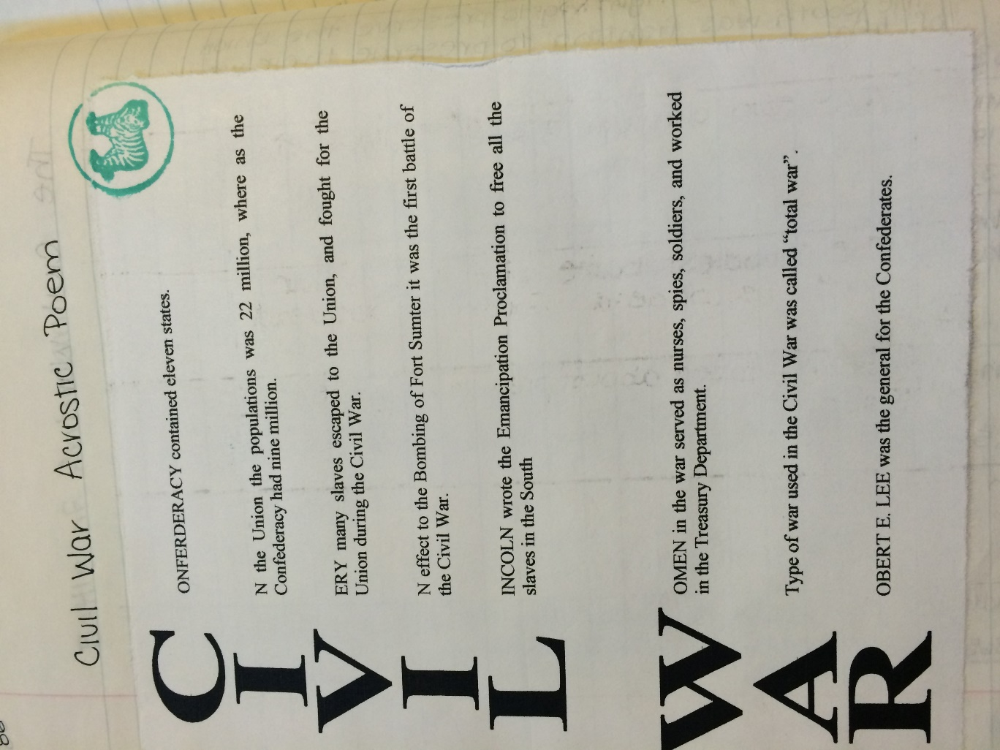 Civil War Acrostic Poem
C ONFERDERACY contained eleven states.
I N the Union the populations was 22 million, where as the
Confederacy had nine million.
V ERY many slaves escaped to the Union, and fought for the
Union during the Civil War.
I N effect to the Bombing of Fort Sumter it was the first battle of
the Civil War.
L INCOLN wrote the Emancipation Proclamation to free all the
slaves in the South
W OMEN in the war served as nurses, spies, soldiers, and worked
in the Treasury Department.
A Type of war used in the Civil War was called “total war”.
R OBERT E. LEE was the general for the Confederates.